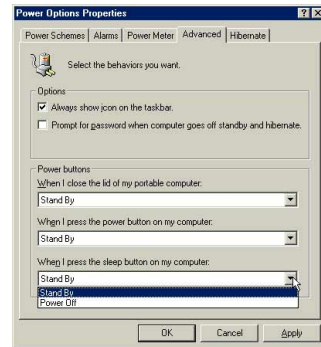 Power Options Properties
Power Schemes Alarms Power Meter Advanced Hibernate
Select the behaviors you want.
Options
Always show icon on the taskbar.
Prompt for password when computer goes off standby and hibernate.
Power buttons
When I close the lid of my portable computer:
Stand By
When I press the power button on my computer:
Stand By
When I press the sleep button on my computer:
Stand By
Stand By
Power Off
OK Cancel Apply